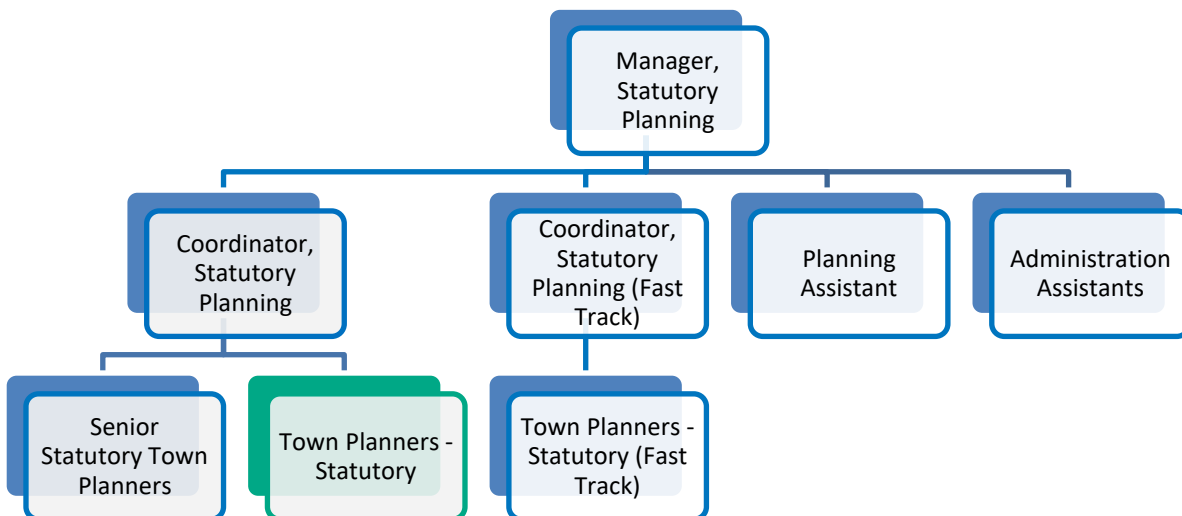 Manager,
Statutory
Planning
Coordinator,
Statutory
Planning
Coordinator,
Statutory
Planning (Fast
Track)
Planning
Assistant
Administration
Assistants
Senior
Statutory Town
Planners
Town Planners -
Statutory
Town Planners -
Statutory (Fast
Track)